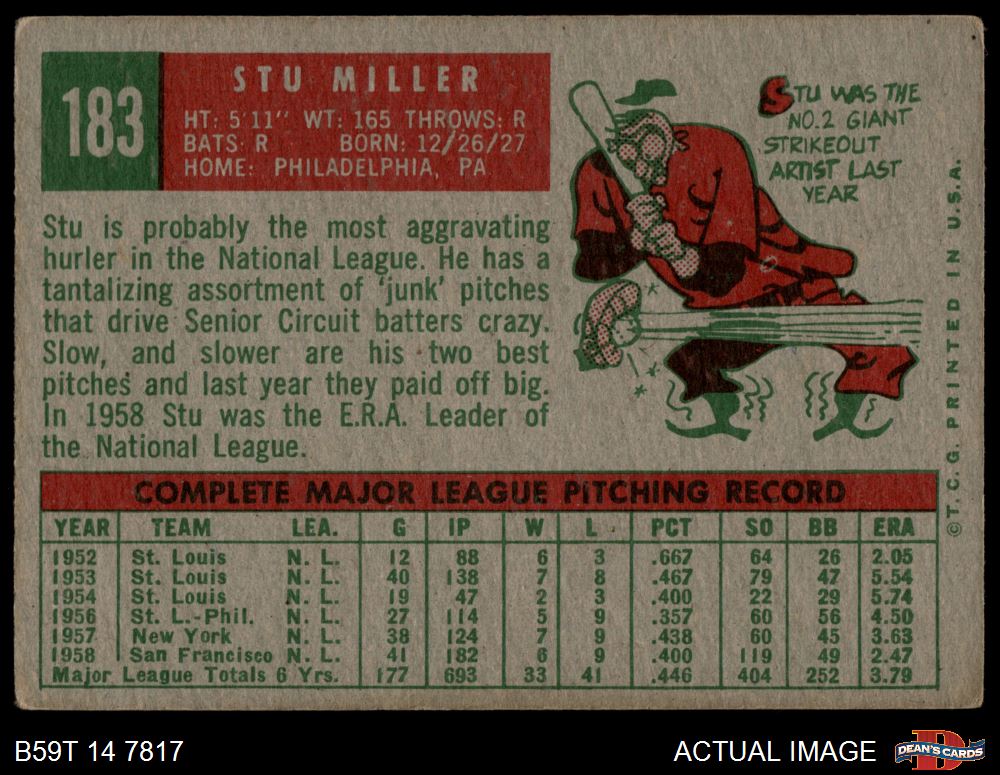 183
STU MILLER
HT: 5'11" WT: 165 THROWS: R
BATS: R BORN: 12/26/27
HOME: PHILADELPHIA, PA
STU WAS THE
NO.2 GIANT
STRIKEOUT
ARTIST LAST
YEAR
Stu is probably the most aggravating
hurler in the National League. He has a
tantalizing assortment of 'junk' pitches
that drive Senior Circuit batters crazy.
Slow, and slower are his two best
pitches and last year they paid off big.
In 1958 Stu was the E.R.A. Leader of
the National League.
COMPLETE MAJOR LEAGUE PITCHING RECORD
YEAR TEAM LEA. G IP W L PCT SO BB ERA
1952 St. Louis N. L. 12 88 6 3 .667 64 26 2.05
1953 St. Louis N. L. 40 138 7 8 .467 79 47 5.54
1954 St. Louis N. L. 19 47 2 3 .400 22 29 5.74
1956 St. L.-Phil. N. L. 27 114 5 9 .357 60 56 4.50
1957 New York N. L. 38 124 7 9 .438 60 45 3.63
1958 San Francisco N. L. 41 182 6 9 .400 119 49 2.47
Major League Totals 6 Yrs. 177 693 33 41 .446 404 252 3.79
©T.C.G. PRINTED IN U.S.A.
B59T 14 7817
ACTUAL IMAGE
D
DEAN'S CARDS